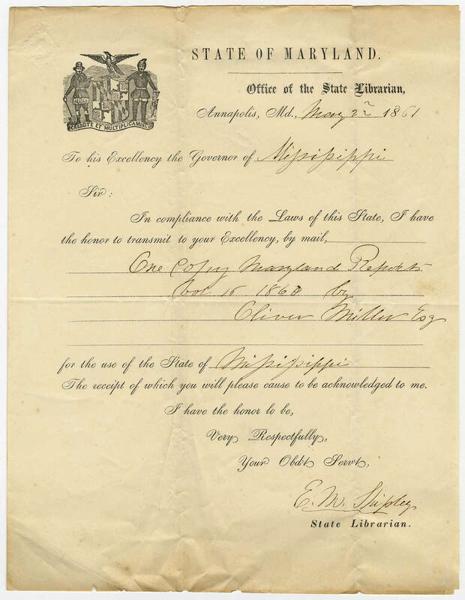 STATE OF MARYLAND.
Office of the State Librarian,
Annapolis, Md., May 2nd 1861
CRESCITE ET MULTIPLICAMINI
To his Excellency the Governor of Mississippi
Sir:
In compliance with the Laws of this State, I have
the honor to transmit to your Excellency, by mail,
One Copy Maryland Reports
Vol 15 1860 by
Oliver Miller Esq
for the use of the State of Mississippi
The receipt of which you will please cause to be acknowledged to me.
I have the honor to be,
Very Respectfully,
Your Obdt Servt,
E. M. Shipley
State Librarian.